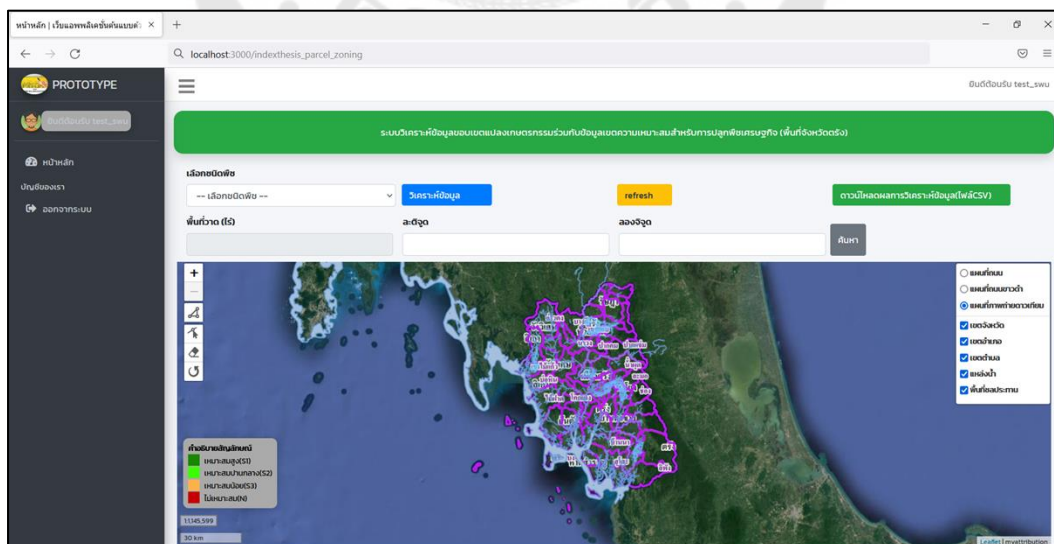 หน้าหลัก | เว็บแอพพลิเคชั่นต้นแบบค้
localhost:3000/indexthesis_parcel_zoning
PROTOTYPE
ยินดีต้อนรับ test_swu
ยินดีต้อนรับ test_swu
หน้าหลัก
บัญชีของเรา
ออกจากระบบ
ระบบวิเคราะห์ข้อมูลขอบเขตแปลงเกษตรกรรมร่วมกับข้อมูลเขตความเหมาะสมสำหรับการปลูกพืชเศรษฐกิจ (พื้นที่จังหวัดตรัง)
เลือกชนิดพืช
-- เลือกชนิดพืช --
วิเคราะห์ข้อมูล
refresh
ดาวน์โหลดผลการวิเคราะห์ข้อมูล(ไฟล์CSV)
พื้นที่วาด (ไร่)
ละติจูด
ลองจิจูด
ค้นหา
แผนที่ถนน
แผนที่ถนนขาวดำ
แผนที่ภาพถ่ายดาวเทียม
เขตจังหวัด
เขตอำเภอ
เขตตำบล
แหล่งน้ำ
พื้นที่ชลประทาน
คำอธิบายสัญลักษณ์
เหมาะสมสูง(S1)
เหมาะสมปานกลาง(S2)
เหมาะสมน้อย(S3)
ไม่เหมาะสม(N)
1:1,145,599
30 km
Leaflet | myattribution